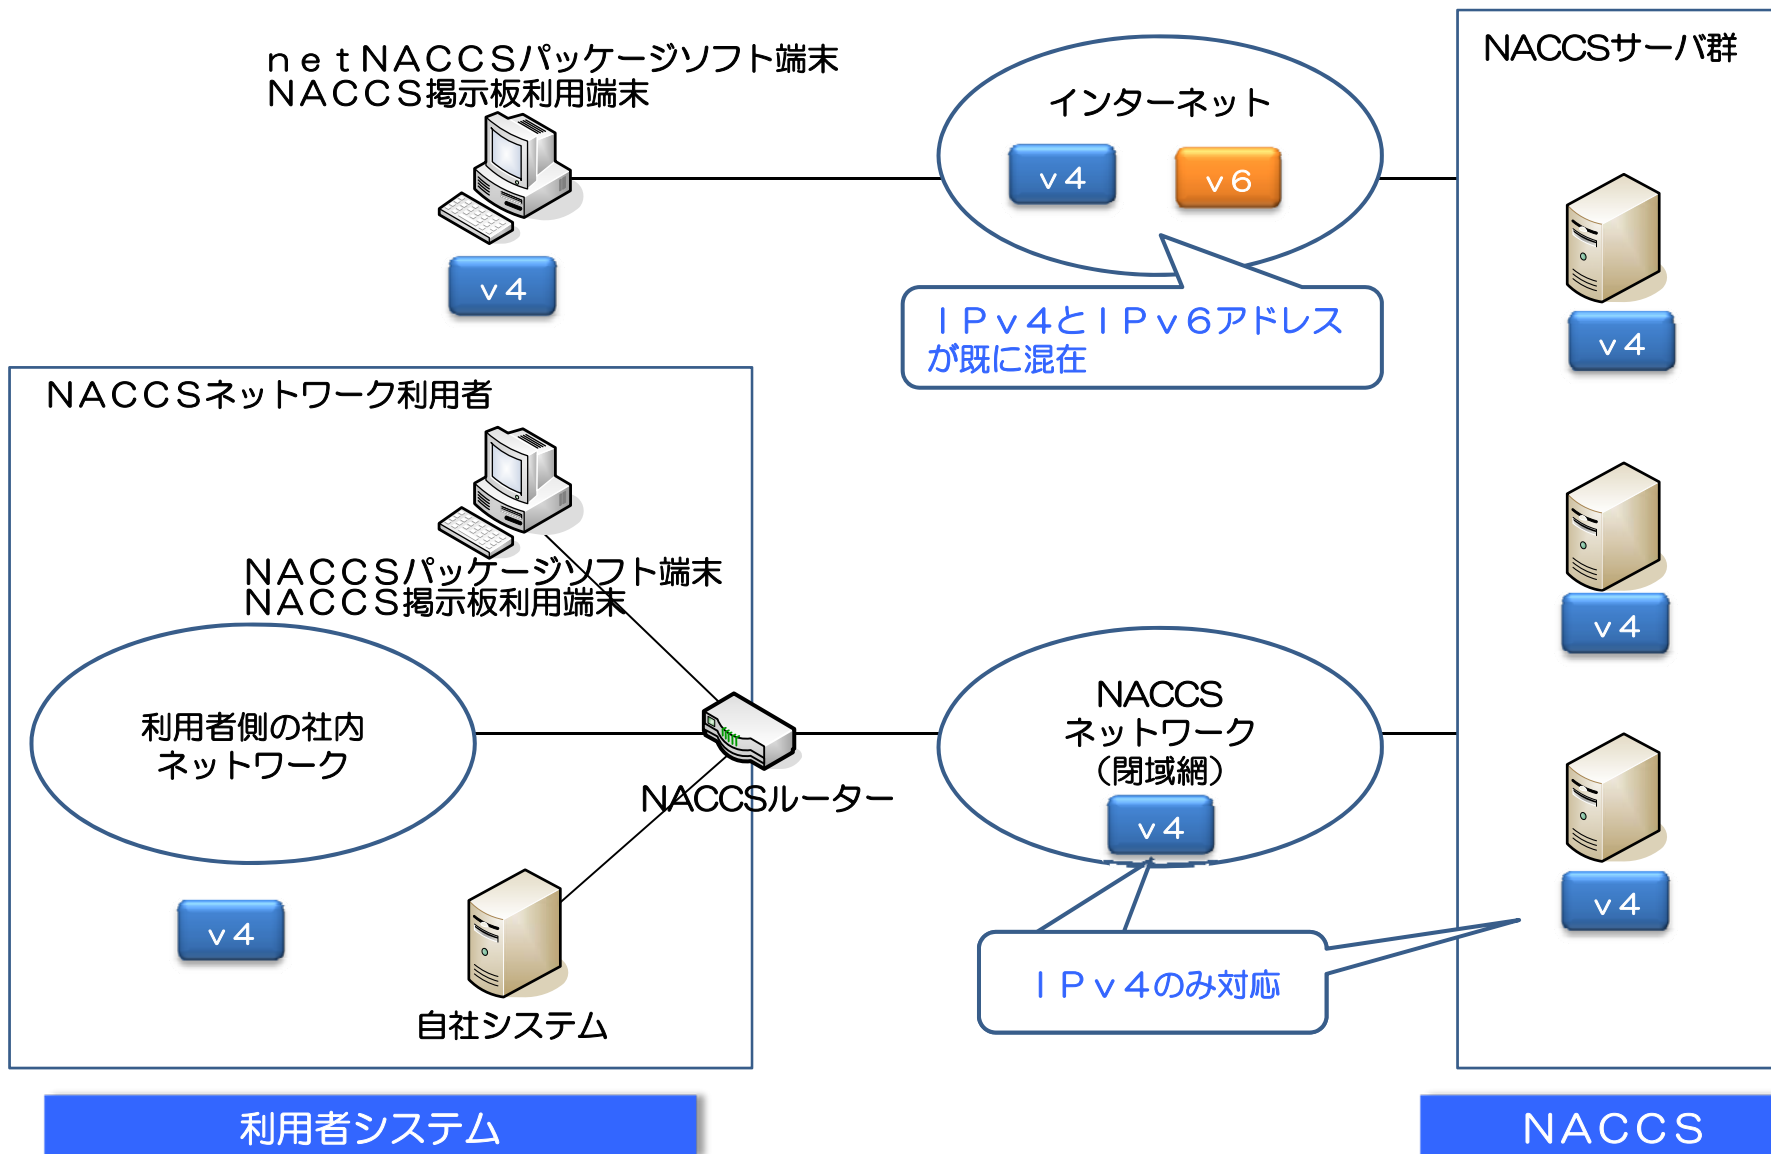 ｎｅｔＮＡＣＣＳパッケージソフト端末
ＮＡＣＣＳ掲示板利用端末
v４
インターネット
v４
v６
ＩＰｖ４とＩＰｖ６アドレス
が既に混在
NACCSサーバ群
v４
v４
v４
ＮＡＣＣＳネットワーク利用者
ＮＡＣＣＳパッケージソフト端末
ＮＡＣＣＳ掲示板利用端末
利用者側の社内
ネットワーク
v４
自社システム
NACCSルーター
NACCS
ネットワーク
（閉域網）
v４
ＩＰｖ４のみ対応
利用者システム
ＮＡＣＣＳ